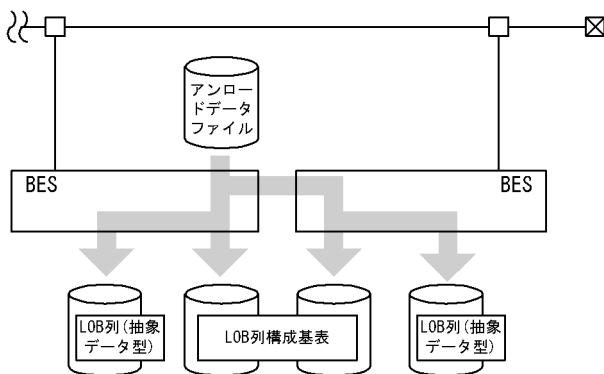 アンロー
ドデータ
ファイル
BES
BES
LOB列(抽象
データ型)
LOB列構成基表
LOB列(抽象
データ型)